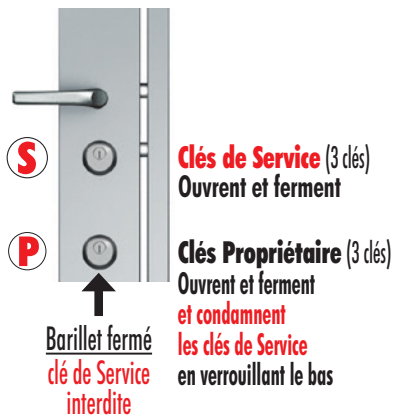 S
Clés de Service (3 clés)
Ouvrent et ferment
P
Clés Propriétaire (3 clés)
Ouvrent et ferment
et condamnent
les clés de Service
en verrouillant le bas
Barillet fermé
clé de Service
interdite